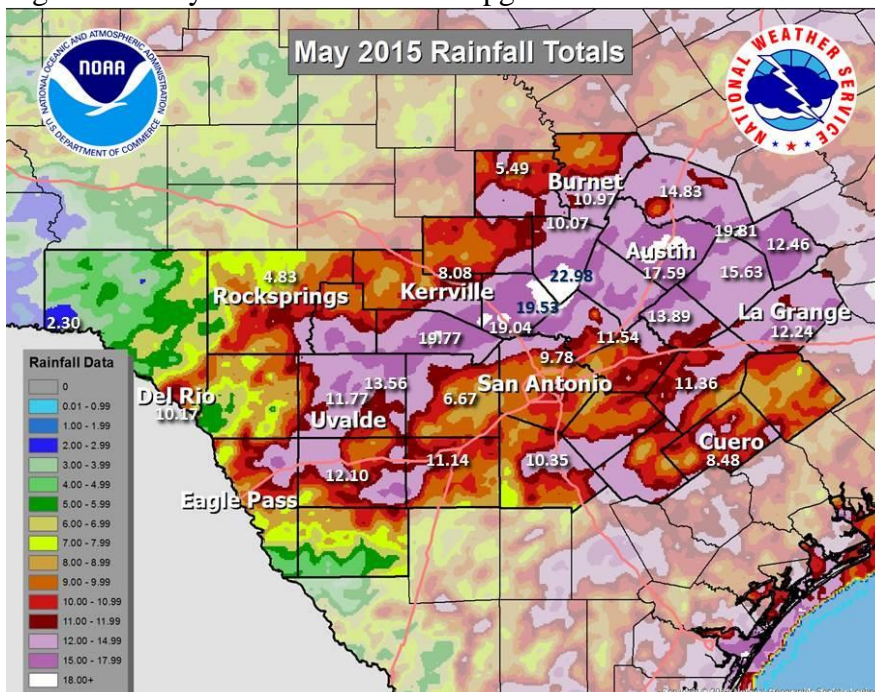 May 2015 Rainfall Totals
NATIONAL OCEANIC AND ATMOSPHERIC ADMINISTRATION
NOAA
U.S. DEPARTMENT OF COMMERCE
NATIONAL WEATHER SERVICE
5.49
Burnet
10.97
14.83
10.07
19.81
Austin
12.46
17.59
15.63
4.83
8.08
22.98
Rocksprings
Kerrville
13.89
La Grange
2.30
19.53
12.24
19.77
19.04
11.54
9.78
13.56
San Antonio
11.36
Del Rio
11.77
6.67
10.17
Uvalde
Cuero
11.14
10.35
8.48
12.10
Eagle Pass
Rainfall Data
0
0.01 - 0.99
1.00 - 1.99
2.00 - 2.99
3.00 - 3.99
4.00 - 4.99
5.00 - 5.99
6.00 - 6.99
7.00 - 7.99
8.00 - 8.99
9.00 - 9.99
10.00 - 10.99
11.00 - 11.99
12.00 - 14.99
15.00 - 17.99
18.00+